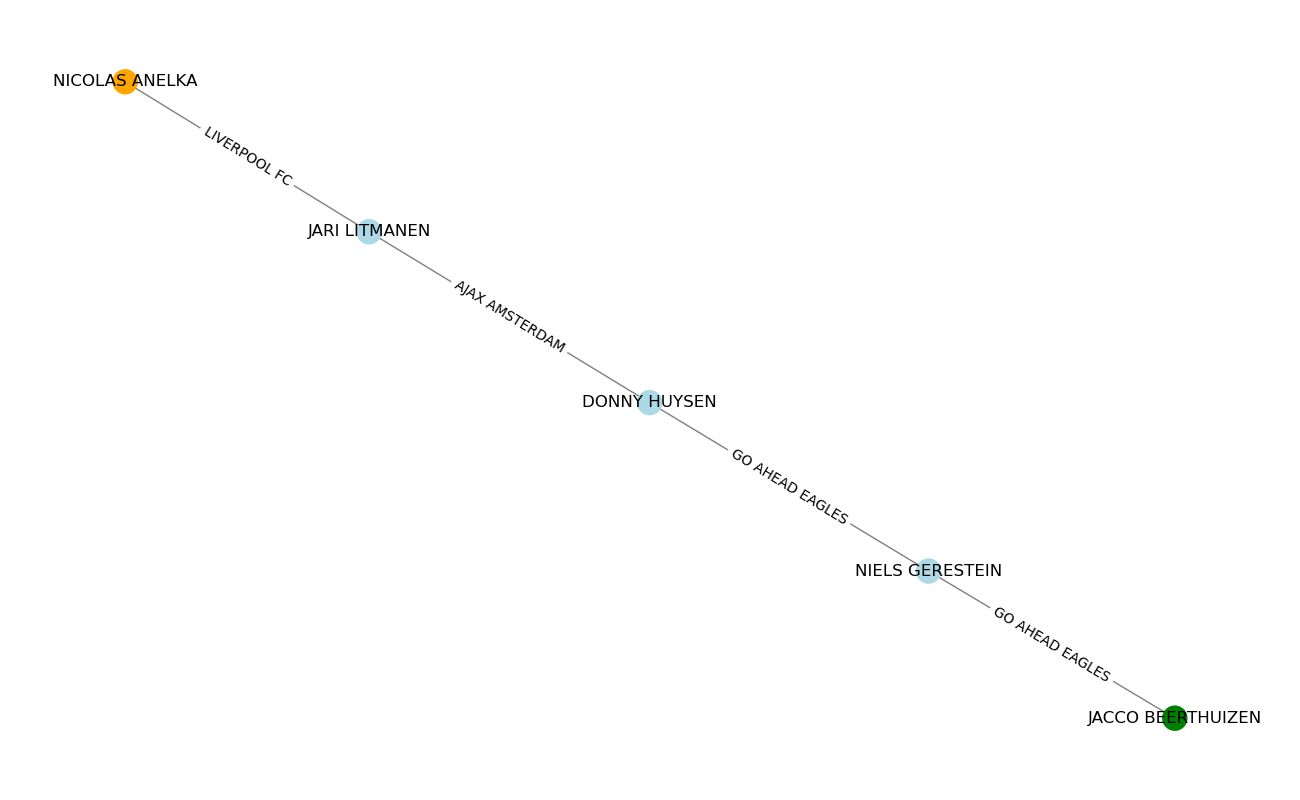 NICOLAS ANELKA
LIVERPOOL FC
JARI LITMANEN
AJAX AMSTERDAM
DONNY HUYSEN
GO AHEAD EAGLES
NIELS GERESTEIN
GO AHEAD EAGLES
JACCO BEERTHUIZEN